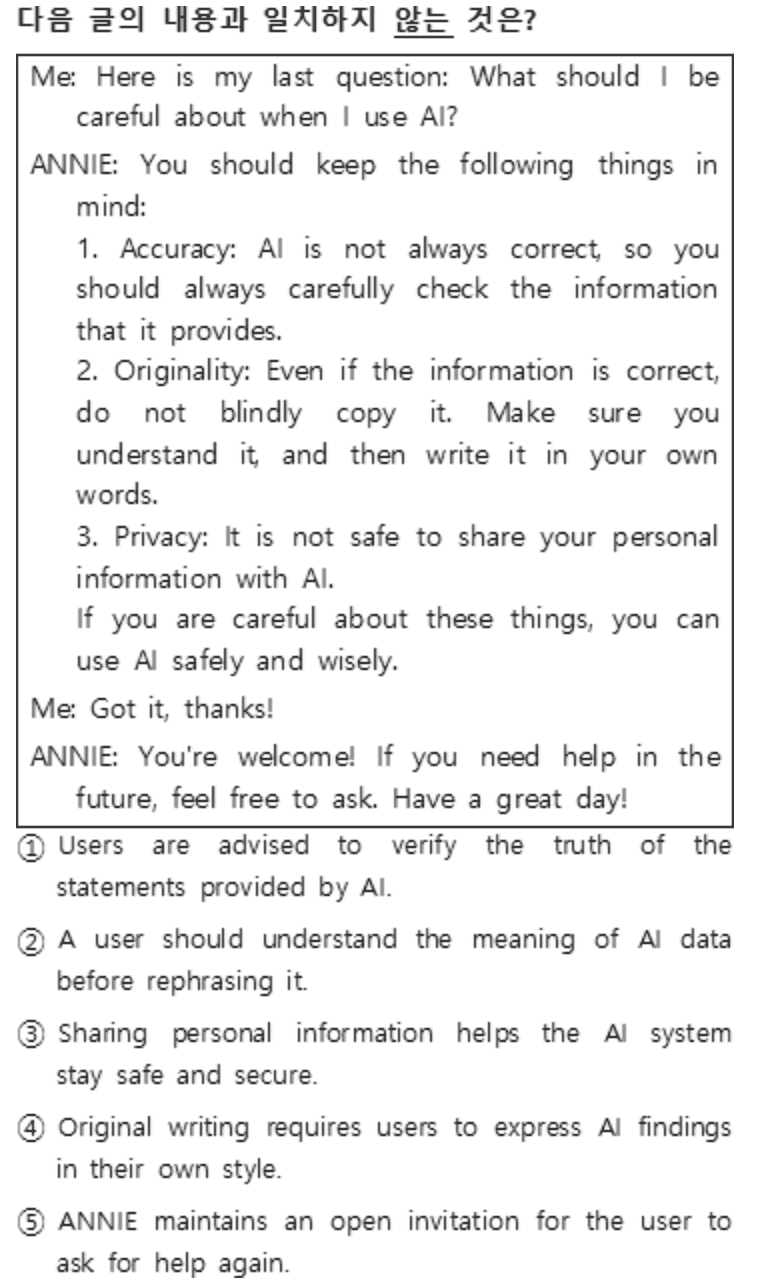 다음 글의 내용과 일치하지 않는 것은?
Me: Here is my last question: What should I be
careful about when I use AI?
ANNIE: You should keep the following things in
mind:
1. Accuracy: AI is not always correct, so you
should always carefully check the information
that it provides.
2. Originality: Even if the information is correct,
do not blindly copy it. Make sure you
understand it, and then write it in your own
words.
3. Privacy: It is not safe to share your personal
information with AI.
If you are careful about these things, you can
use AI safely and wisely.
Me: Got it, thanks!
ANNIE: You're welcome! If you need help in the
future, feel free to ask. Have a great day!
① Users are advised to verify the truth of the
statements provided by AI.
② A user should understand the meaning of AI data
before rephrasing it.
③ Sharing personal information helps the AI system
stay safe and secure.
④ Original writing requires users to express AI findings
in their own style.
⑤ ANNIE maintains an open invitation for the user to
ask for help again.